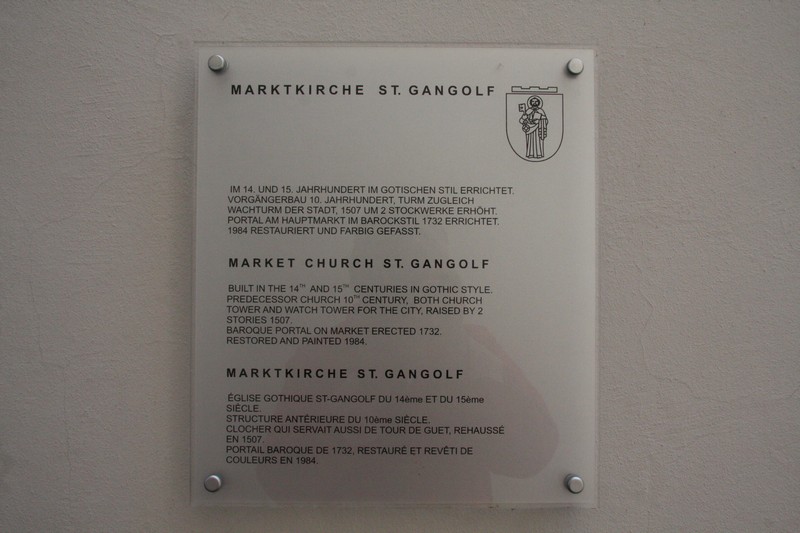 MARKTKIRCHE ST. GANGOLF
IM 14. UND 15. JAHRHUNDERT IM GOTISCHEN STIL ERRICHTET.
VORGÄNGERBAU 10. JAHRHUNDERT, TURM ZUGLEICH
WACHTURM DER STADT, 1507 UM 2 STOCKWERKE ERHÖHT.
PORTAL AM HAUPTMARKT IM BAROCKSTIL 1732 ERRICHTET.
1984 RESTAURIERT UND FARBIG GEFASST.
MARKET CHURCH ST. GANGOLF
BUILT IN THE 14TH AND 15TH CENTURIES IN GOTHIC STYLE.
PREDECESSOR CHURCH 10TH CENTURY, BOTH CHURCH
TOWER AND WATCH TOWER FOR THE CITY, RAISED BY 2
STORIES 1507.
BAROQUE PORTAL ON MARKET ERECTED 1732.
RESTORED AND PAINTED 1984.
MARKTKIRCHE ST. GANGOLF
ÉGLISE GOTHIQUE ST-GANGOLF DU 14ème ET DU 15ème
SIÈCLE.
STRUCTURE ANTÉRIEURE DU 10ème SIÈCLE.
CLOCHER QUI SERVAIT AUSSI DE TOUR DE GUET, REHAUSSÉ
EN 1507.
PORTAIL BAROQUE DE 1732, RESTAURÉ ET REVÊTI DE
COULEURS EN 1984.